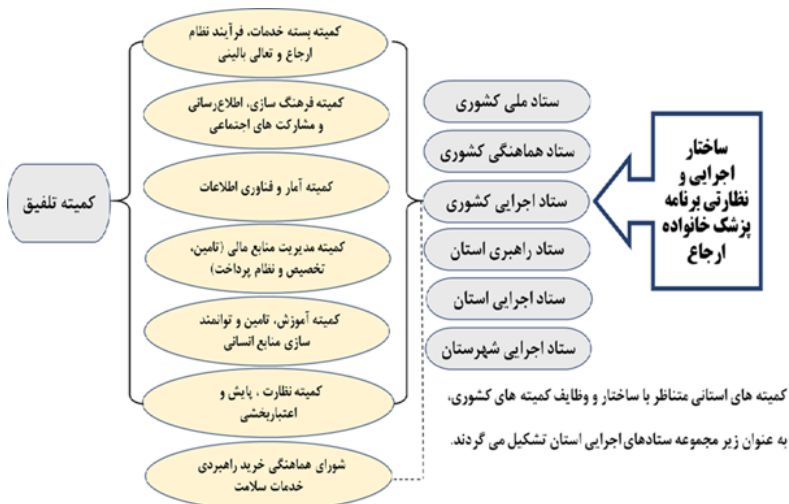 ساختار
اجرایی و
نظارتی برنامه
پزشک خانواده
ارجاع
ستاد ملی کشوری
ستاد هماهنگی کشوری
ستاد اجرایی کشوری
ستاد راهبری استان
ستاد اجرایی استان
ستاد اجرایی شهرستان
کمیته بسته خدمات، فرآیند نظام
ارجاع و تعالی بالینی
کمیته فرهنگ سازی، اطلاع‌رسانی
و مشارکت های اجتماعی
کمیته آمار و فناوری اطلاعات
کمیته مدیریت منابع مالی (تامین،
تخصیص و نظام پرداخت)
کمیته آموزش، تامین و توانمند
سازی منابع انسانی
کمیته نظارت ، پایش و
اعتباربخشی
شورای هماهنگی خرید راهبردی
خدمات سلامت
کمیته تلفیق
کمیته های استانی متناظر با ساختار و وظایف کمیته های کشوری،
به عنوان زیر مجموعه ستادهای اجرایی استان تشکیل می گردند.